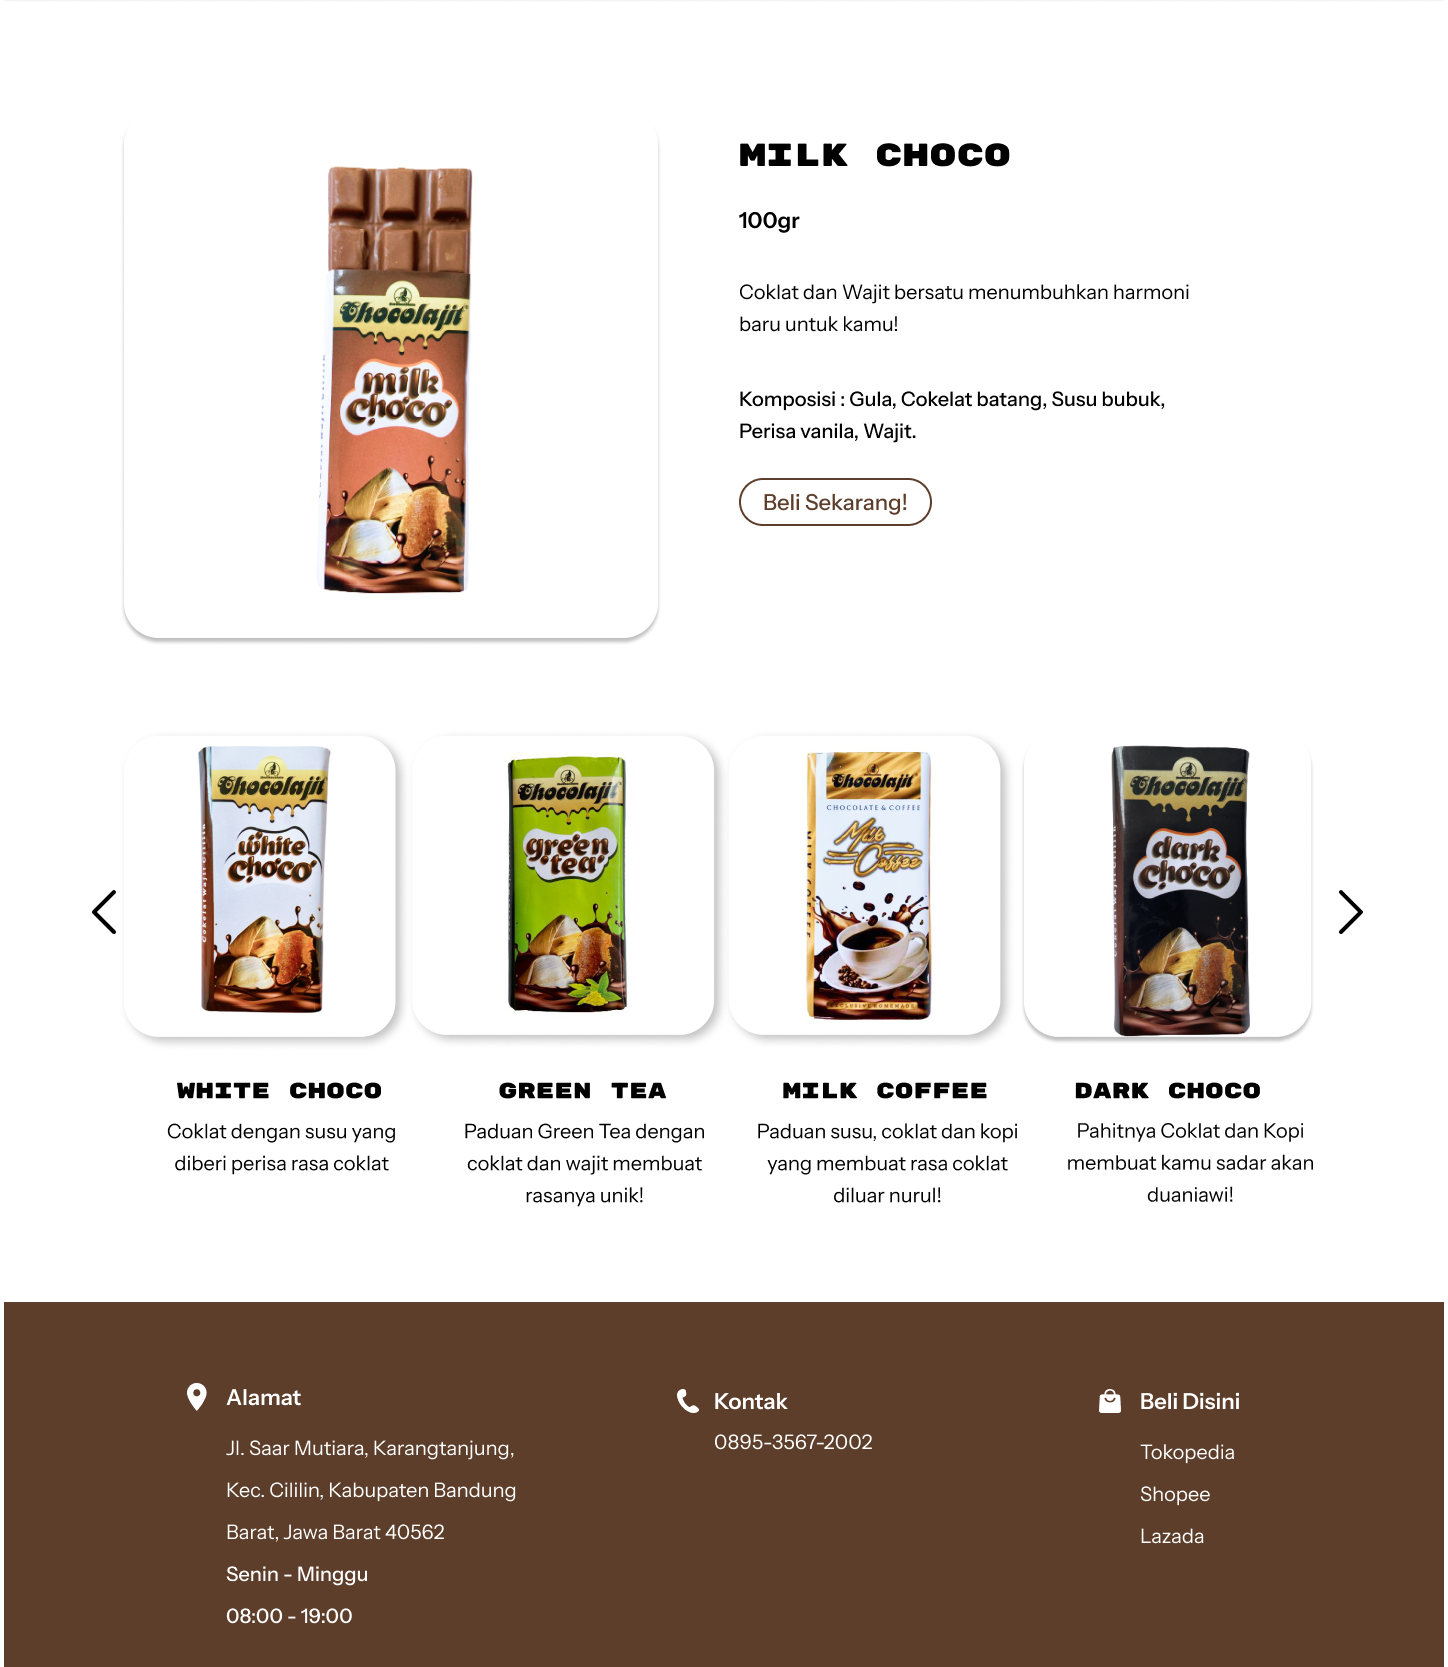 MILK CHOCO
100gr
Coklat dan Wajit bersatu menumbuhkan harmoni
baru untuk kamu!
Komposisi : Gula, Cokelat batang, Susu bubuk,
Perisa vanila, Wajit.
Beli Sekarang!
Chocolajit
milk
choco
Chocolajit
white
choco
Chocolajit
green
tea
Chocolajit
CHOCOLATE & COFFEE
Milk
Coffee
Chocolajit
dark
choco
WHITE CHOCO
Coklat dengan susu yang
diberi perisa rasa coklat
GREEN TEA
Paduan Green Tea dengan
coklat dan wajit membuat
rasanya unik!
MILK COFFEE
Paduan susu, coklat dan kopi
yang membuat rasa coklat
diluar nurul!
DARK CHOCO
Pahitnya Coklat dan Kopi
membuat kamu sadar akan
duaniawi!
Alamat
Jl. Saar Mutiara, Karangtanjung,
Kec. Cililin, Kabupaten Bandung
Barat, Jawa Barat 40562
Senin - Minggu
08:00 - 19:00
Kontak
0895-3567-2002
Beli Disini
Tokopedia
Shopee
Lazada